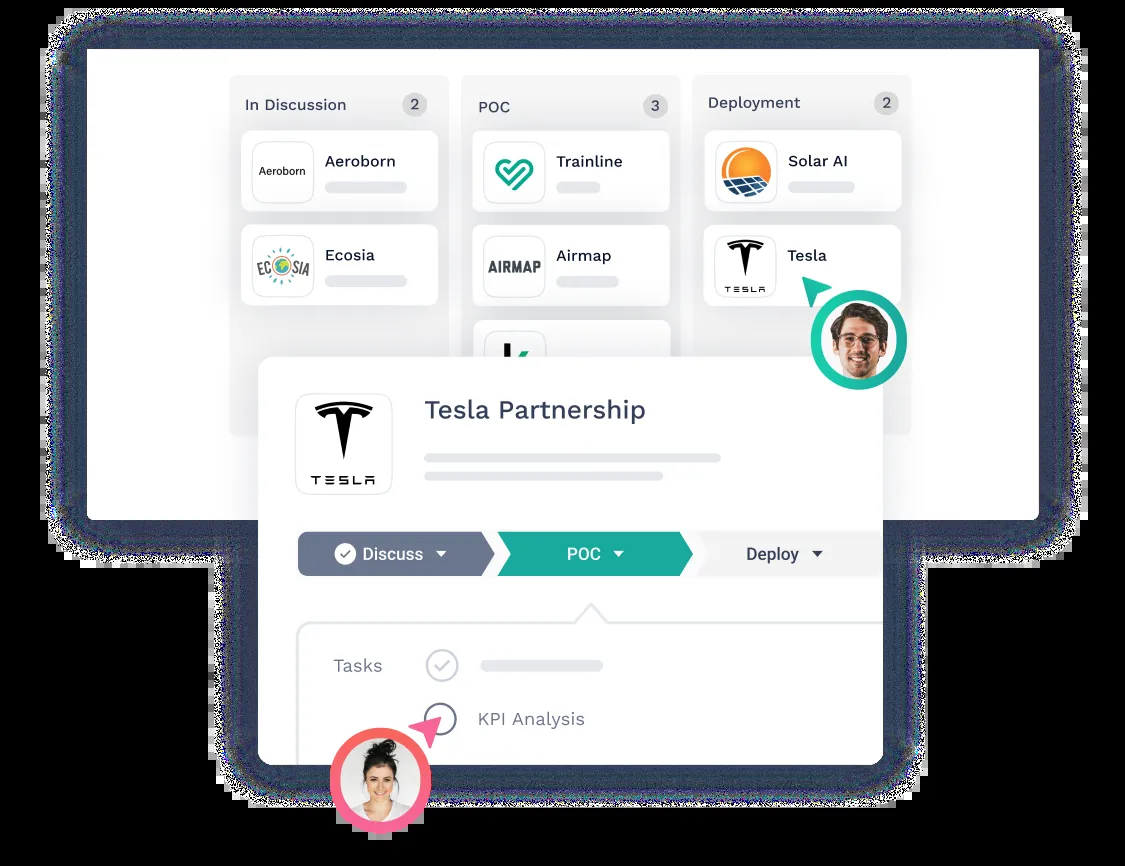 In Discussion 2
Aeroborn Aeroborn
ECOSIA Ecosia
POC 3
Trainline
AIRMAP Airmap
Deployment 2
Solar AI
TESLA Tesla
TESLA
Tesla Partnership
Discuss POC Deploy
Tasks
KPI Analysis